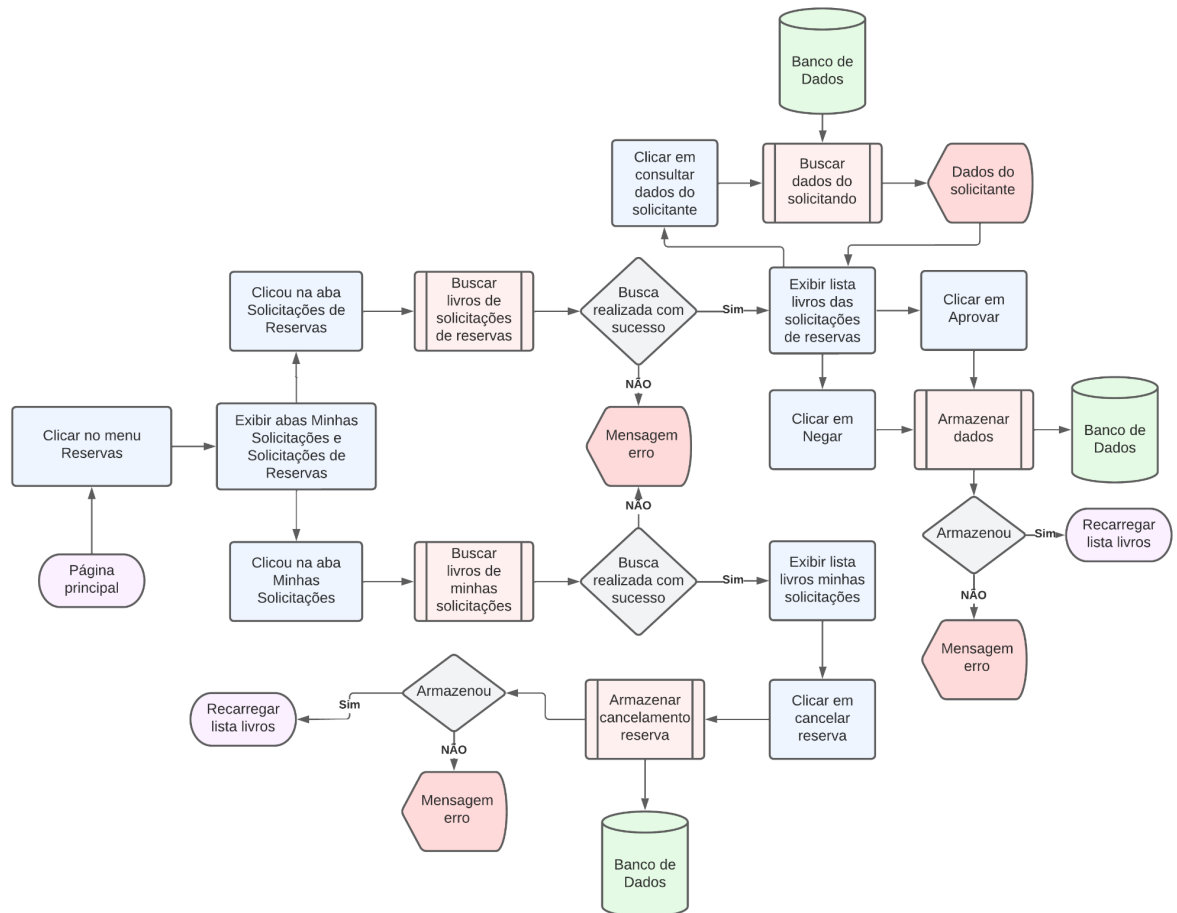 Banco de
Dados
Clicar em
consultar
dados do
solicitante
Buscar
dados do
solicitando
Dados do
solicitante
Clicou na aba
Solicitações de
Reservas
Buscar
livros de
solicitações
de reservas
Busca
realizada com
sucesso
Sim
Exibir lista
livros das
solicitações
de reservas
Clicar em
Aprovar
NÃO
Clicar no menu
Reservas
Exibir abas Minhas
Solicitações e
Solicitações de
Reservas
Mensagem
erro
Clicar em
Negar
Armazenar
dados
Banco de
Dados
NÃO
Armazenou
Sim
Recarregar
lista livros
Página
principal
Clicou na aba
Minhas
Solicitações
Buscar
livros de
minhas
solicitações
Busca
realizada com
sucesso
Sim
Exibir lista
livros minhas
solicitações
NÃO
Mensagem
erro
Recarregar
lista livros
Sim
Armazenou
Armazenar
cancelamento
reserva
Clicar em
cancelar
reserva
NÃO
Mensagem
erro
Banco de
Dados